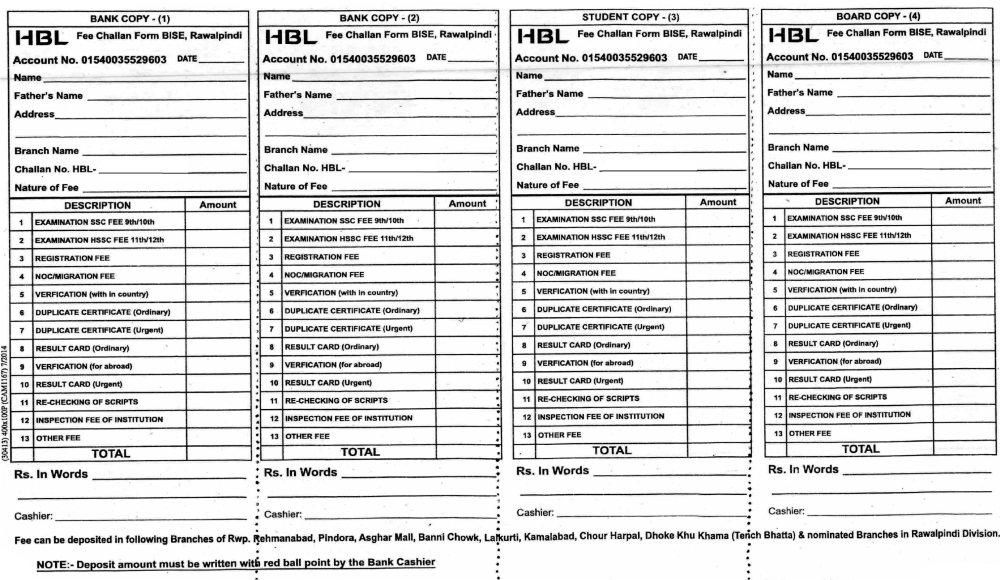 BANK COPY - (1)
HBL Fee Challan Form BISE, Rawalpindi
Account No. 01540035529603 DATE
Name
Father's Name
Address
Branch Name
Challan No. HBL-
Nature of Fee
DESCRIPTION Amount
1 EXAMINATION SSC FEE 9th/10th
2 EXAMINATION HSSC FEE 11th/12th
3 REGISTRATION FEE
4 NOC/MIGRATION FEE
5 VERFICATION (with in country)
6 DUPLICATE CERTIFICATE (Ordinary)
7 DUPLICATE CERTIFICATE (Urgent)
8 RESULT CARD (Ordinary)
9 VERFICATION (for abroad)
10 RESULT CARD (Urgent)
11 RE-CHECKING OF SCRIPTS
12 INSPECTION FEE OF INSTITUTION
13 OTHER FEE
TOTAL
Rs. In Words
Cashier:
(30413) 400x100P (CAM1167) 7/2014
BANK COPY - (2)
HBL Fee Challan Form BISE, Rawalpindi
Account No. 01540035529603 DATE
Name
Father's Name
Address
Branch Name
Challan No. HBL-
Nature of Fee
DESCRIPTION Amount
1 EXAMINATION SSC FEE 9th/10th
2 EXAMINATION HSSC FEE 11th/12th
3 REGISTRATION FEE
4 NOC/MIGRATION FEE
5 VERFICATION (with in country)
6 DUPLICATE CERTIFICATE (Ordinary)
7 DUPLICATE CERTIFICATE (Urgent)
8 RESULT CARD (Ordinary)
9 VERFICATION (for abroad)
10 RESULT CARD (Urgent)
11 RE-CHECKING OF SCRIPTS
12 INSPECTION FEE OF INSTITUTION
13 OTHER FEE
TOTAL
Rs. In Words
Cashier:
STUDENT COPY - (3)
HBL Fee Challan Form BISE, Rawalpindi
Account No. 01540035529603 DATE
Name
Father's Name
Address
Branch Name
Challan No. HBL-
Nature of Fee
DESCRIPTION Amount
1 EXAMINATION SSC FEE 9th/10th
2 EXAMINATION HSSC FEE 11th/12th
3 REGISTRATION FEE
4 NOC/MIGRATION FEE
5 VERFICATION (with in country)
6 DUPLICATE CERTIFICATE (Ordinary)
7 DUPLICATE CERTIFICATE (Urgent)
8 RESULT CARD (Ordinary)
9 VERFICATION (for abroad)
10 RESULT CARD (Urgent)
11 RE-CHECKING OF SCRIPTS
12 INSPECTION FEE OF INSTITUTION
13 OTHER FEE
TOTAL
Rs. In Words
Cashier:
BOARD COPY - (4)
HBL Fee Challan Form BISE, Rawalpindi
Account No. 01540035529603 DATE
Name
Father's Name
Address
Branch Name
Challan No. HBL-
Nature of Fee
DESCRIPTION Amount
1 EXAMINATION SSC FEE 9th/10th
2 EXAMINATION HSSC FEE 11th/12th
3 REGISTRATION FEE
4 NOC/MIGRATION FEE
5 VERFICATION (with in country)
6 DUPLICATE CERTIFICATE (Ordinary)
7 DUPLICATE CERTIFICATE (Urgent)
8 RESULT CARD (Ordinary)
9 VERFICATION (for abroad)
10 RESULT CARD (Urgent)
11 RE-CHECKING OF SCRIPTS
12 INSPECTION FEE OF INSTITUTION
13 OTHER FEE
TOTAL
Rs. In Words
Cashier:
Fee can be deposited in following Branches of Rwp. Rehmanabad, Pindora, Asghar Mall, Banni Chowk, Lalkurti, Kamalabad, Chour Harpal, Dhoke Khu Khama (Tench Bhatta) & nominated Branches in Rawalpindi Division.
NOTE:- Deposit amount must be written with red ball point by the Bank Cashier